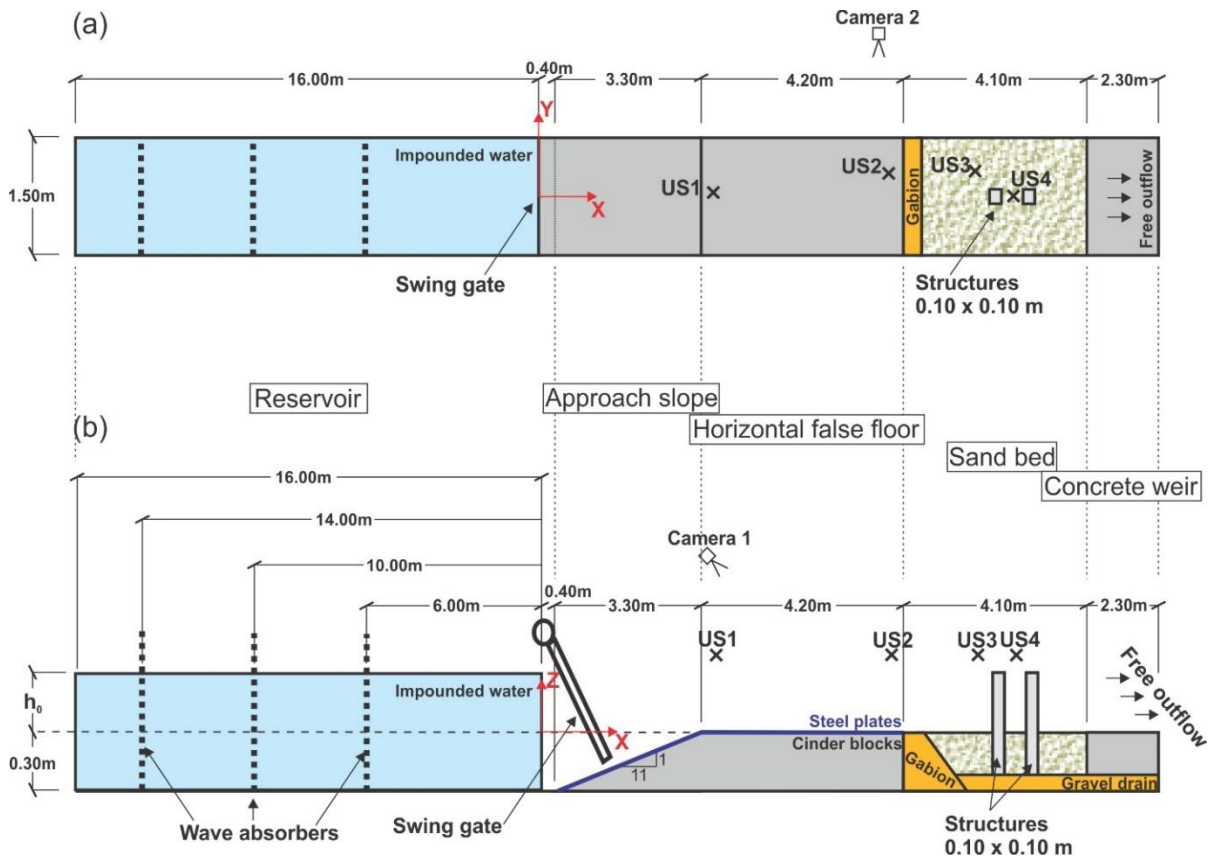 (a)
Camera 2
16.00m
0.40m
3.30m
4.20m
4.10m
2.30m
Y
Impounded water
1.50m
US1
US2
US3
US4
X
Gabion
Free outflow
Swing gate
Structures
0.10 x 0.10 m
Reservoir
Approach slope
(b)
Horizontal false floor
Sand bed
Concrete weir
16.00m
14.00m
Camera 1
10.00m
0.40m
6.00m
3.30m
4.20m
4.10m
2.30m
US1
US2
US3
US4
Free outflow
h₀
Impounded water
Z
X
Steel plates
Cinder blocks
0.30m
1
11
Gabion
Gravel drain
Wave absorbers
Swing gate
Structures
0.10 x 0.10 m